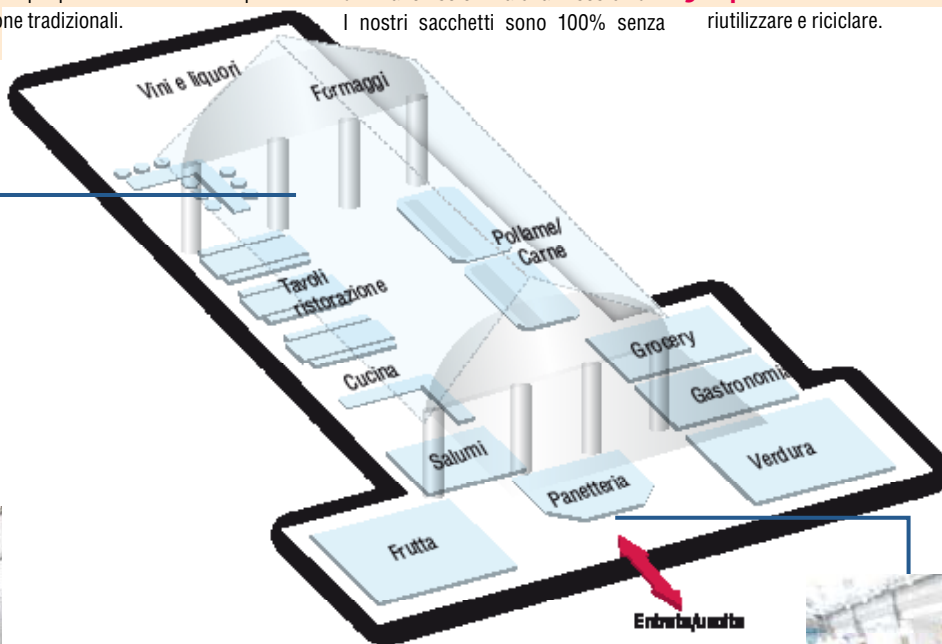 one tradizionali.
I nostri sacchetti sono 100% senza
riutilizzare e riciclare.
Vini e liquori
Formaggi
Pollame/
Carne
Tavoli
ristorazione
Grocery
Cucina
Gastronomia
Salumi
Verdura
Panetteria
Frutta
Entrata/uscita